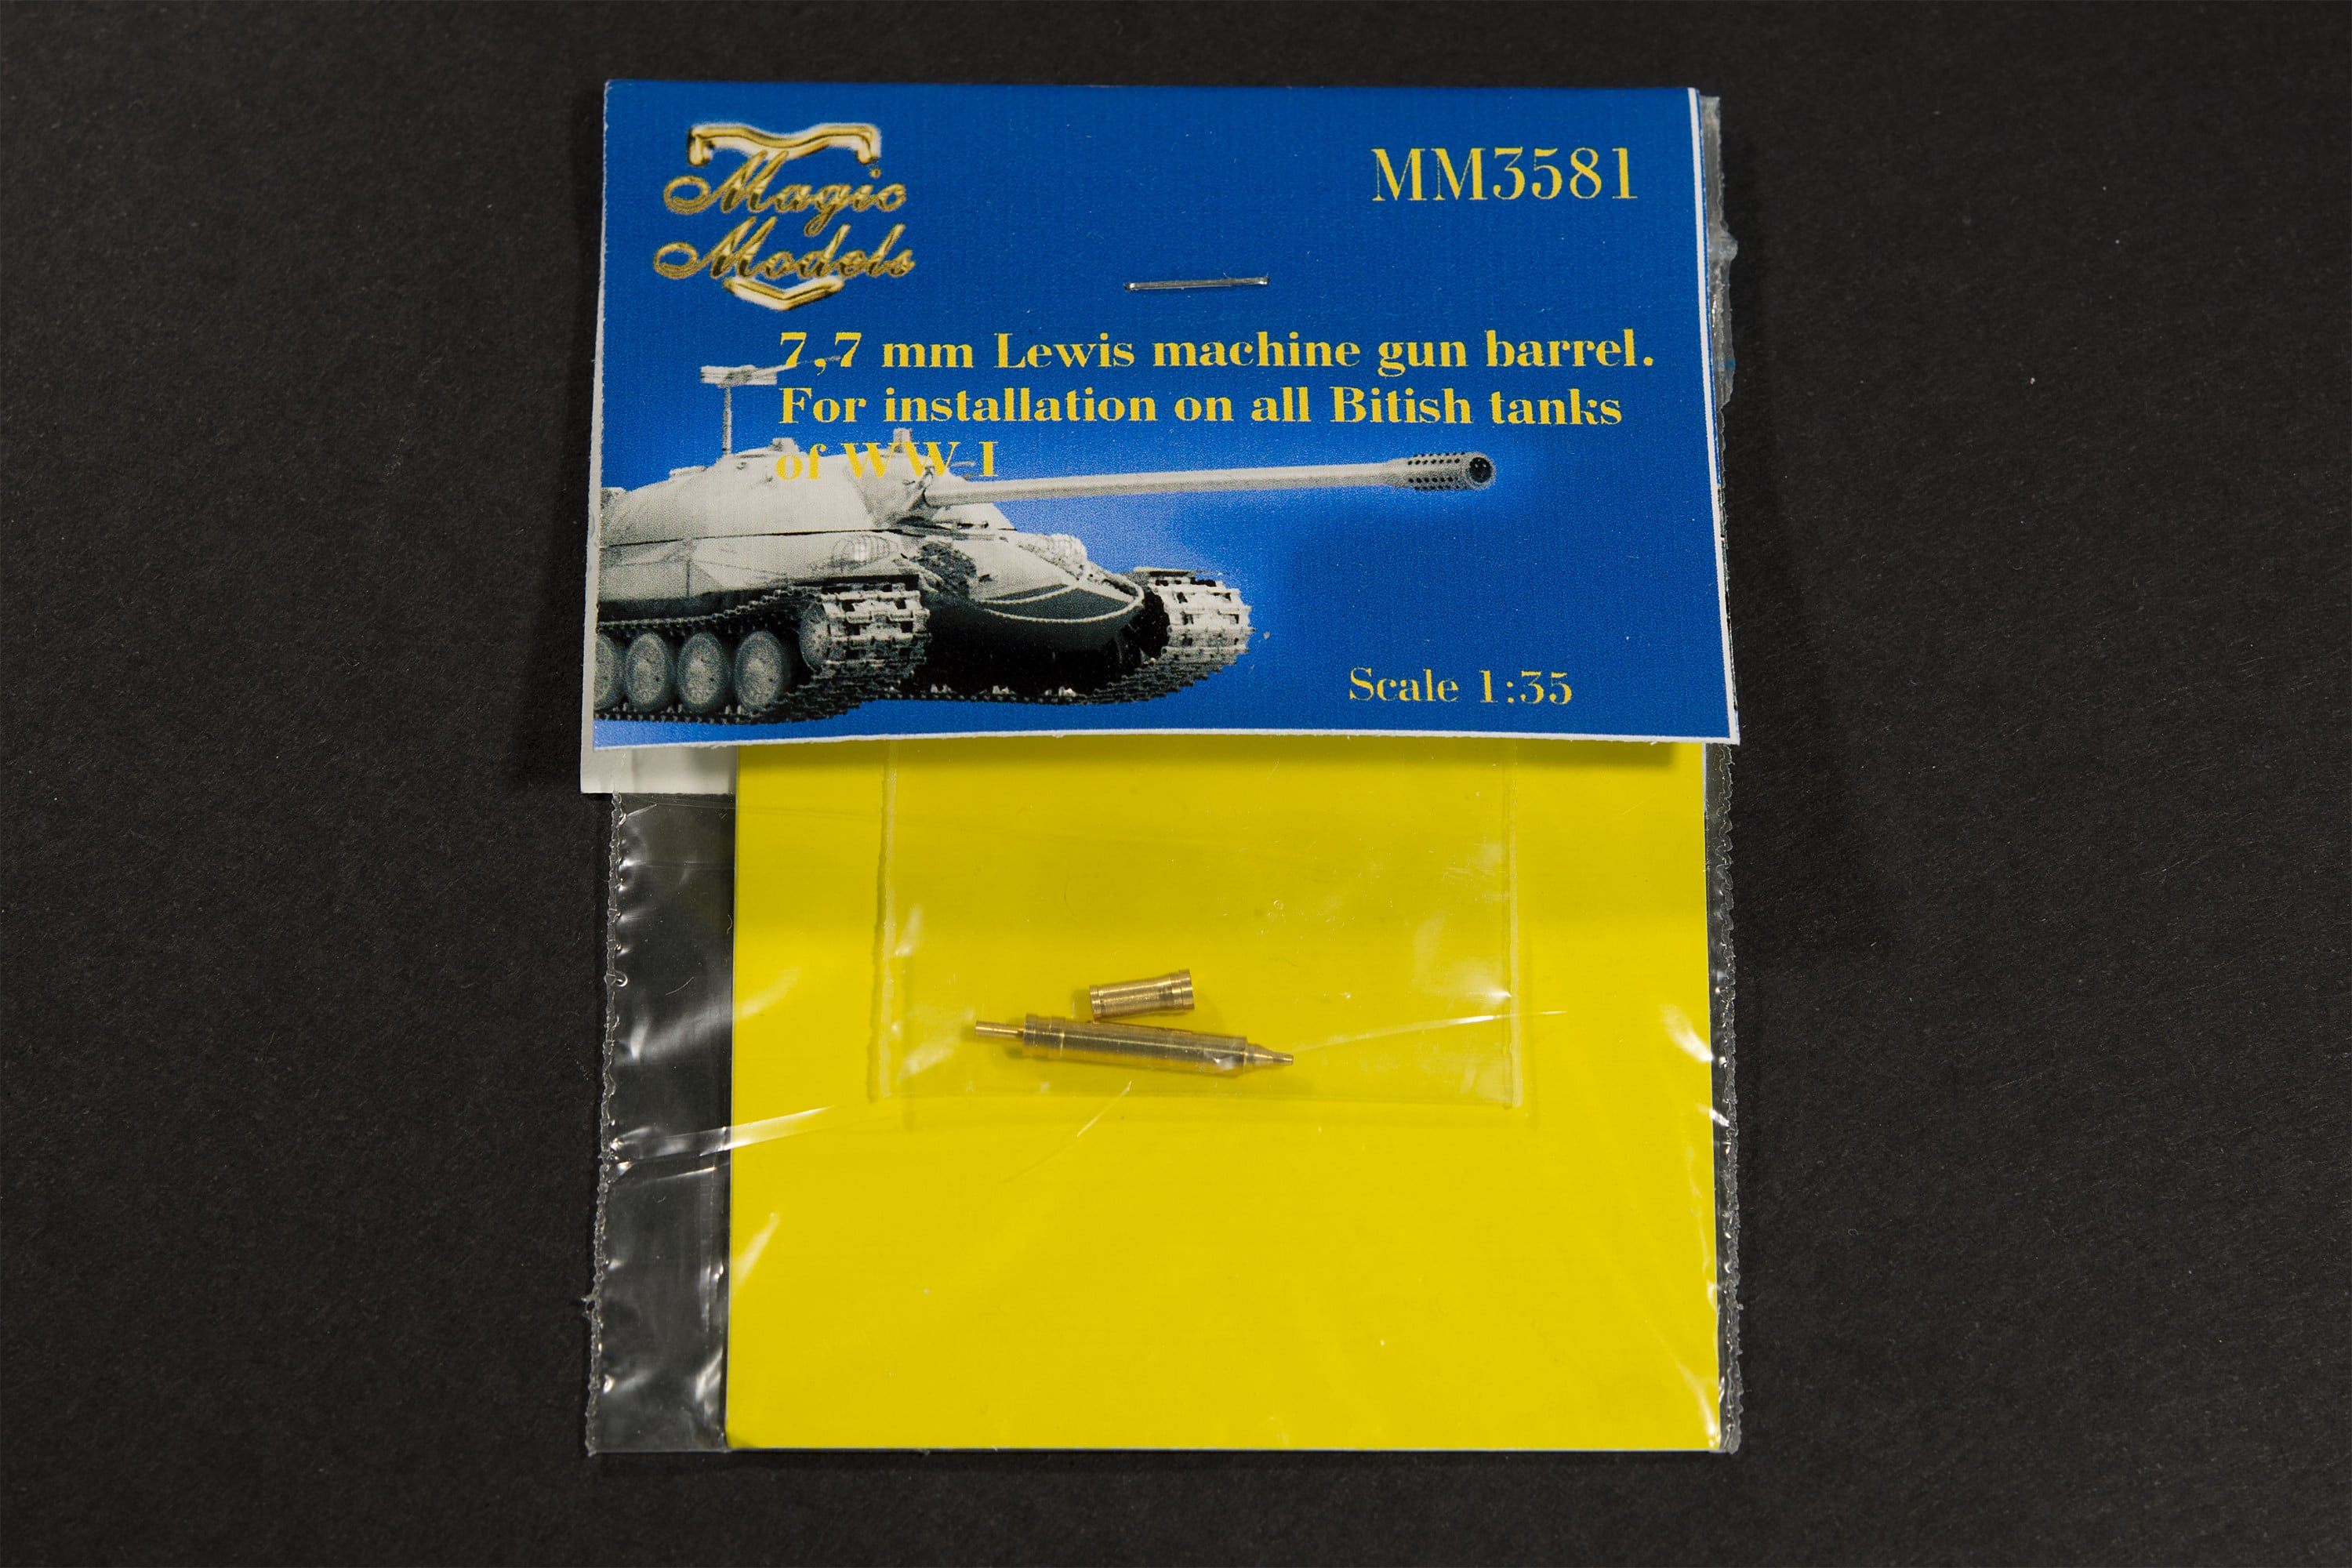 Magic
Models
MM3581
7,7 mm Lewis machine gun barrel.
For installation on all Bitish tanks
of WW-I
Scale 1:35